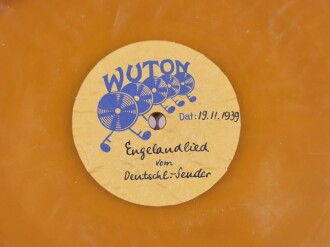 WUTON
Dat: 19.11.1939
Engelandlied
vom
Deutschl.-Sender